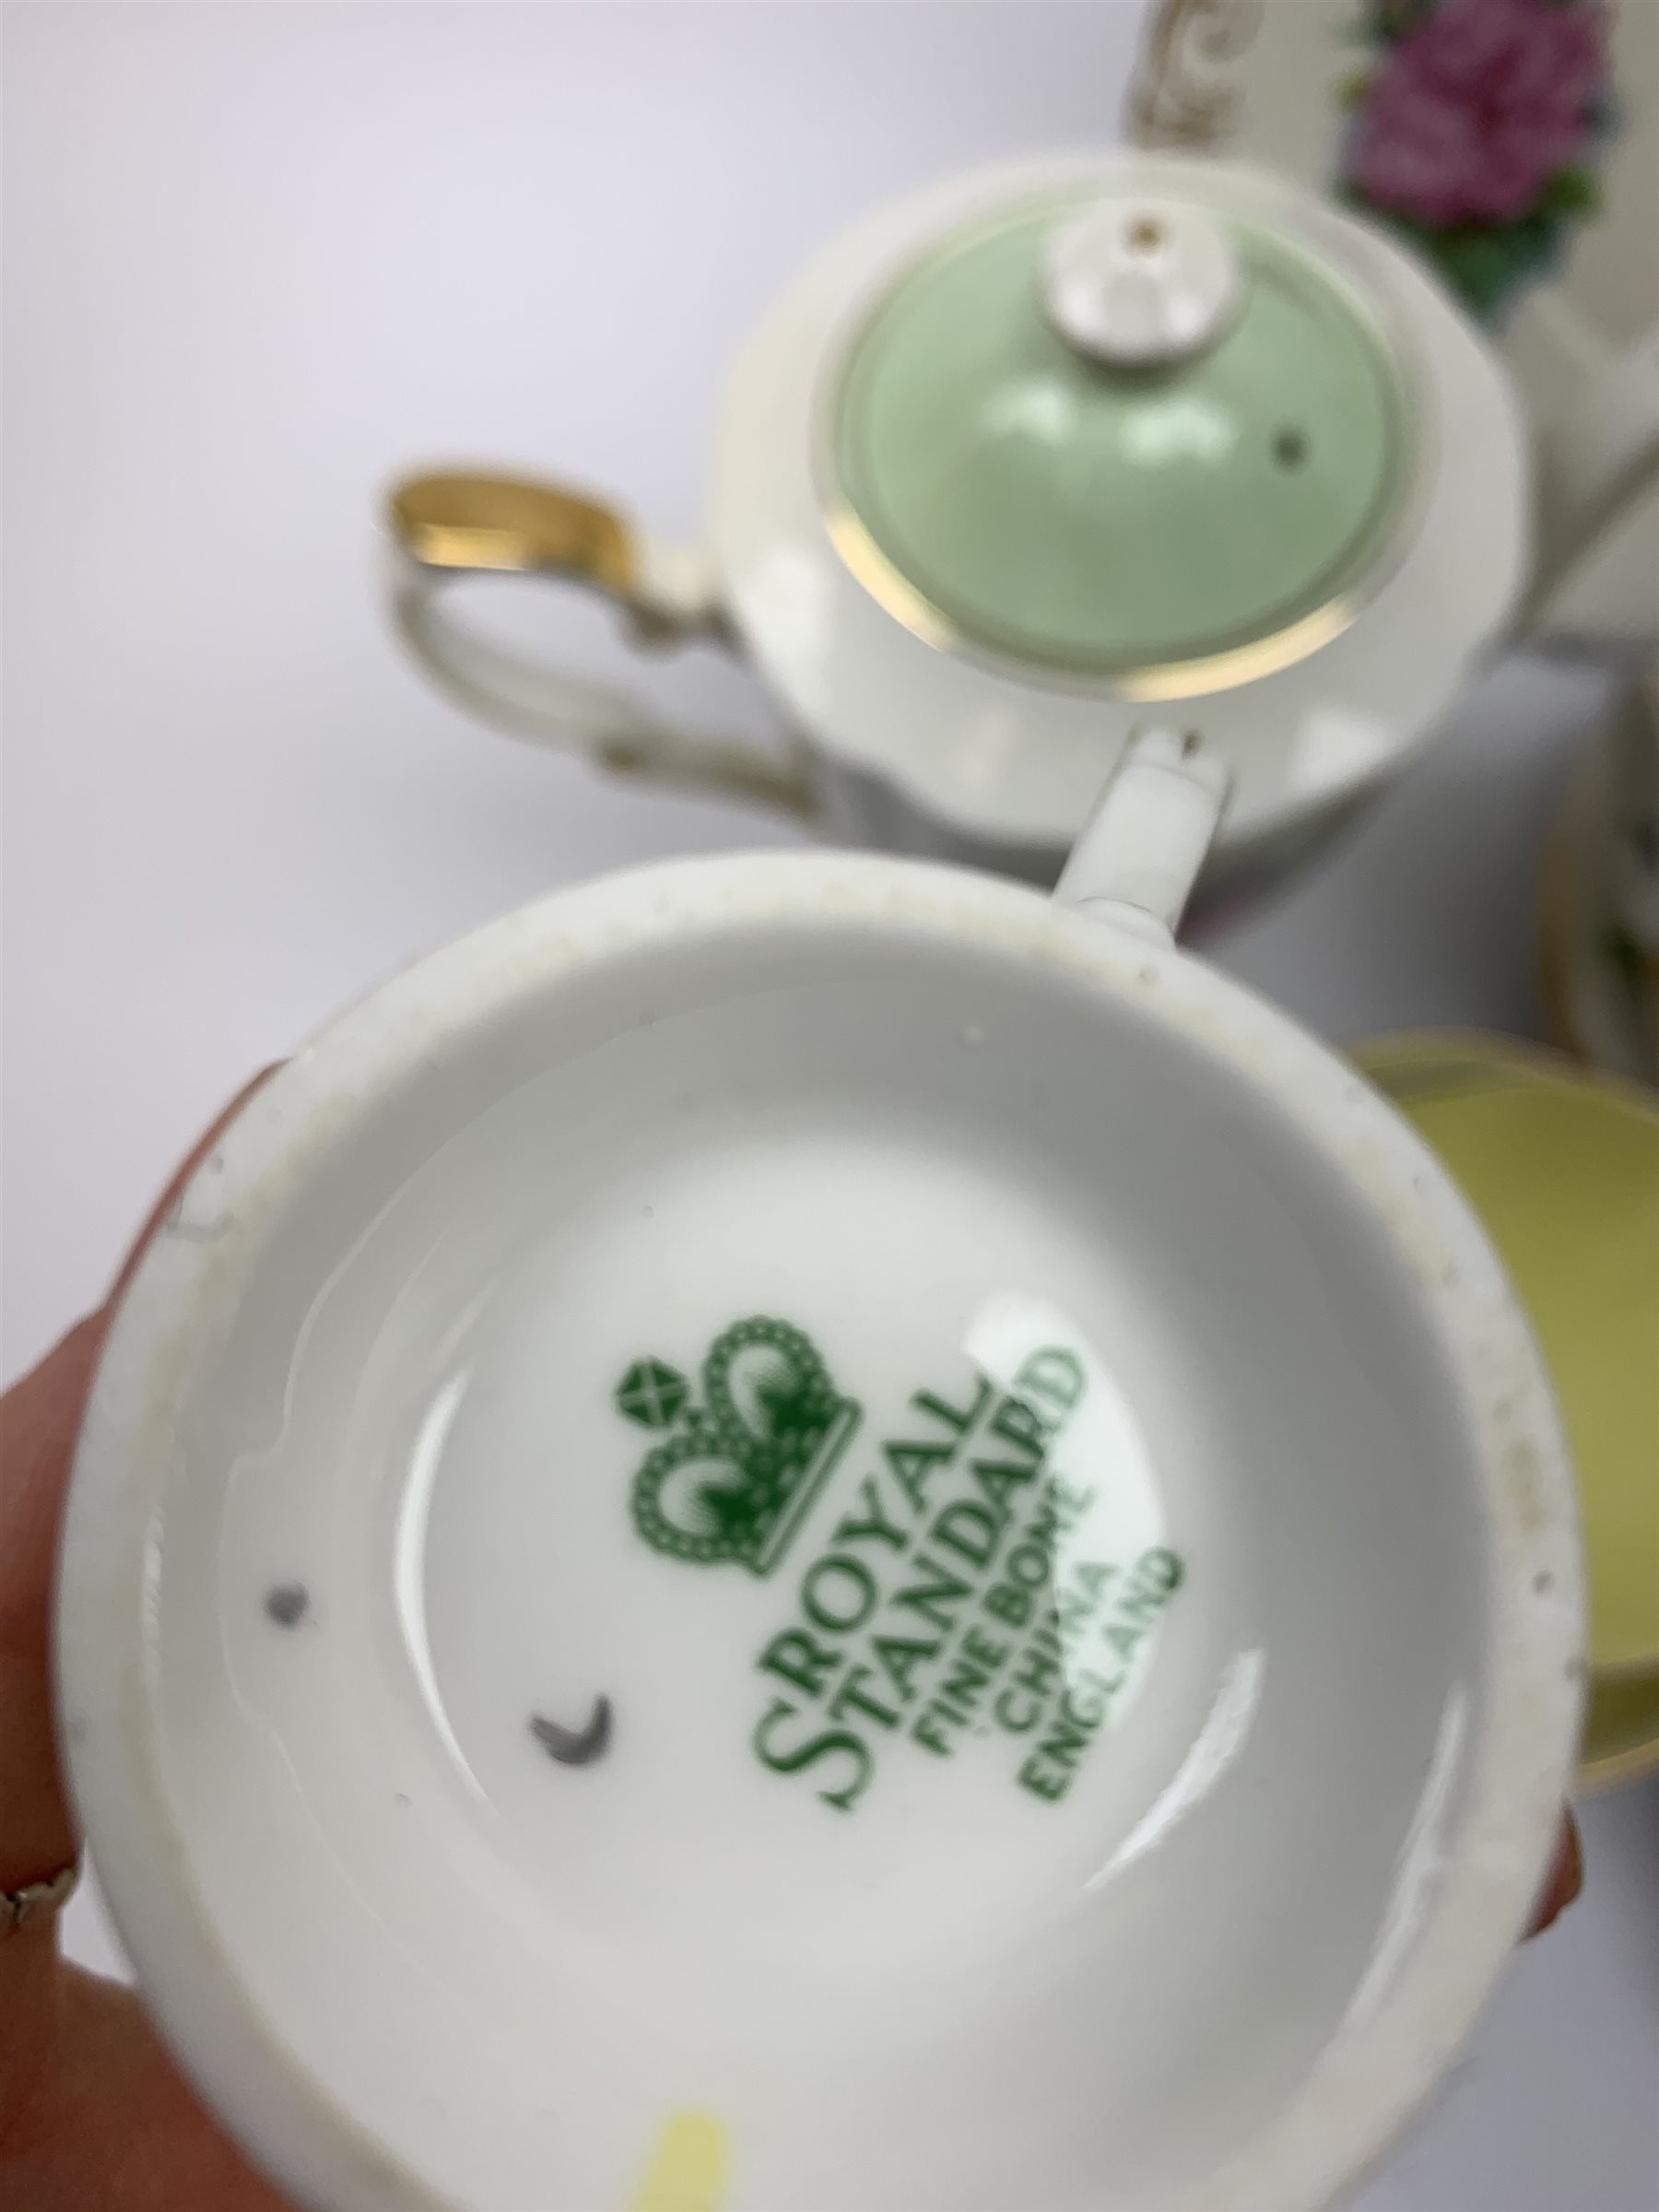 ROYAL
STANDARD
FINE BONE
CHINA
ENGLAND